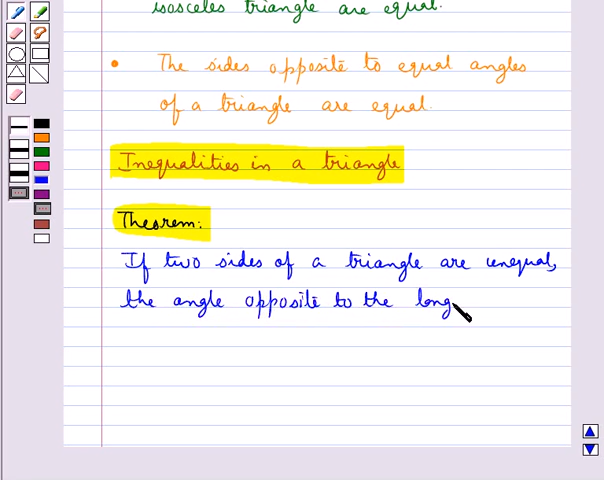 isosceles triangle are equal.
• The sides opposite to equal angles
of a triangle are equal.
Inequalities in a triangle
Theorem:
If two sides of a triangle are unequal,
the angle opposite to the long